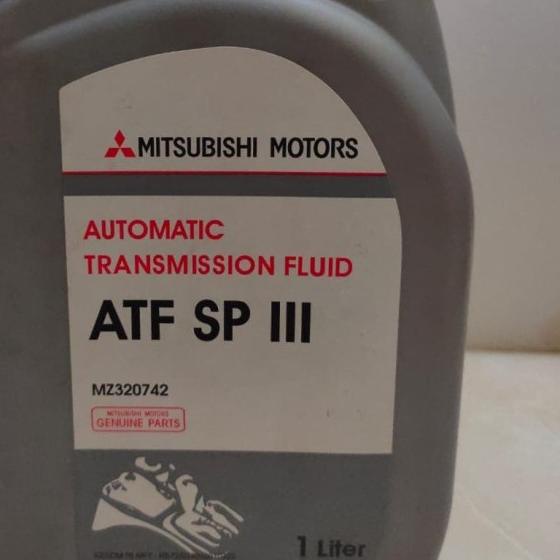 MITSUBISHI MOTORS
AUTOMATIC
TRANSMISSION FLUID
ATF SP III
MZ320742
MITSUBISHI MOTORS
GENUINE PARTS
1 Liter